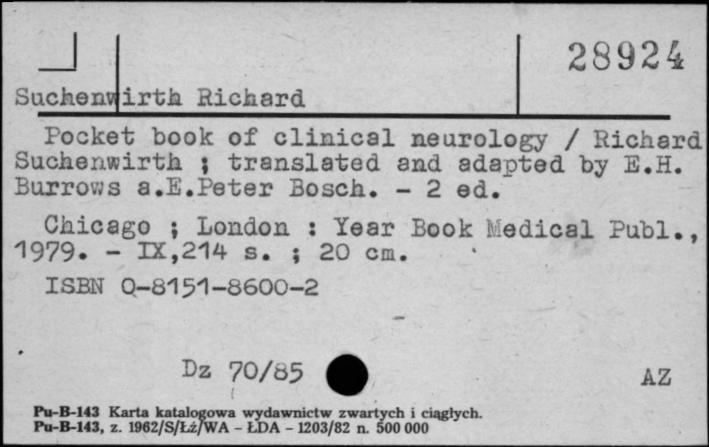 28924
Suchenwirth Richard
Pocket book of clinical neurology / Richard
Suchenwirth ; translated and adapted by E.H.
Burrows a.E.Peter Bosch. - 2 ed.
Chicago ; London : Year Book Medical Publ.,
1979. - IX,214 s. ; 20 cm.
ISBN 0-8151-8600-2
Dz 70/85
AZ
Pu-B-143 Karta katalogowa wydawnictw zwartych i ciągłych.
Pu-B-143, z. 1962/S/Łź/WA - ŁDA - 1203/82 n. 500 000